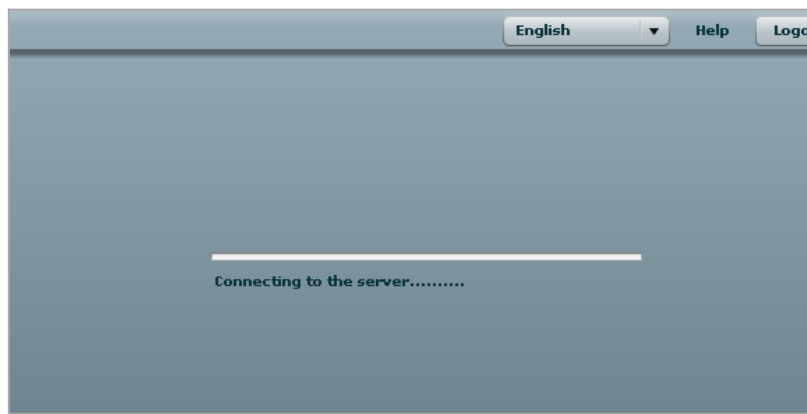 English Help
Connecting to the server..........